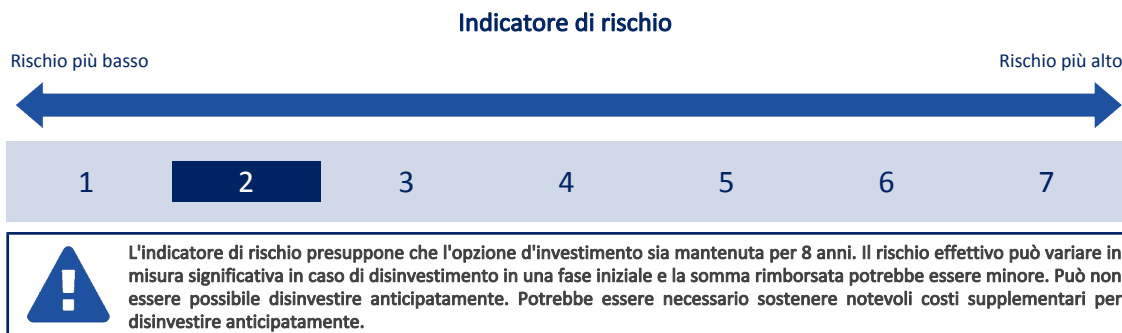 Indicatore di rischio
Rischio più basso
Rischio più alto
1 2 3 4 5 6 7
L'indicatore di rischio presuppone che l'opzione d'investimento sia mantenuta per 8 anni. Il rischio effettivo può variare in
misura significativa in caso di disinvestimento in una fase iniziale e la somma rimborsata potrebbe essere minore. Può non
essere possibile disinvestire anticipatamente. Potrebbe essere necessario sostenere notevoli costi supplementari per
disinvestire anticipatamente.